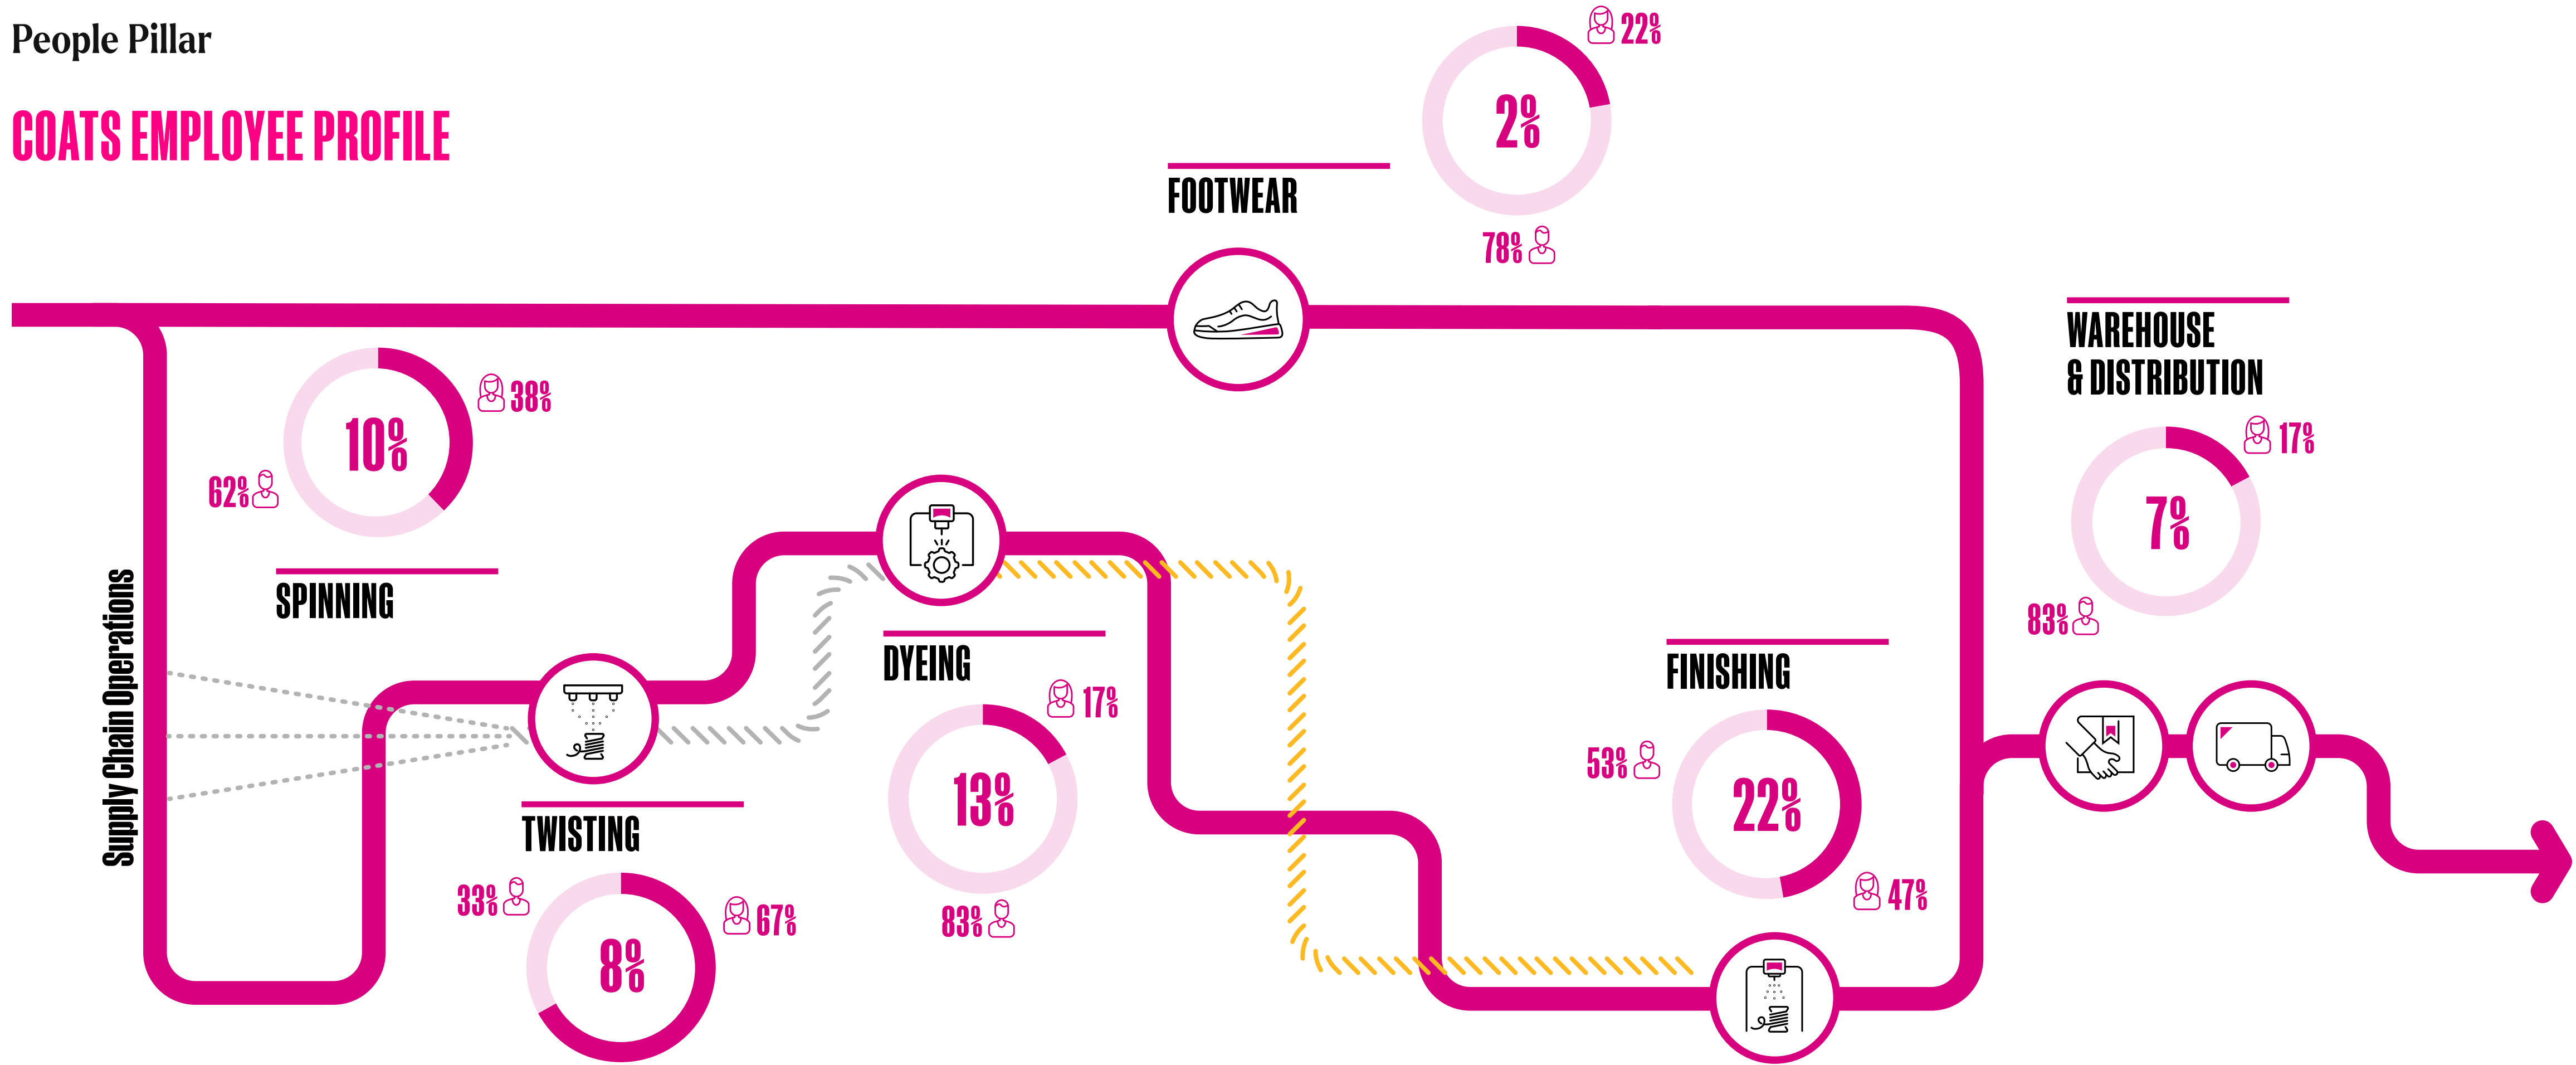 People Pillar
COATS EMPLOYEE PROFILE
22%
2%
78%
FOOTWEAR
38%
10%
62%
SPINNING
Supply Chain Operations
TWISTING
33%
67%
8%
DYEING
17%
13%
83%
FINISHING
53%
22%
47%
WAREHOUSE
& DISTRIBUTION
17%
7%
83%